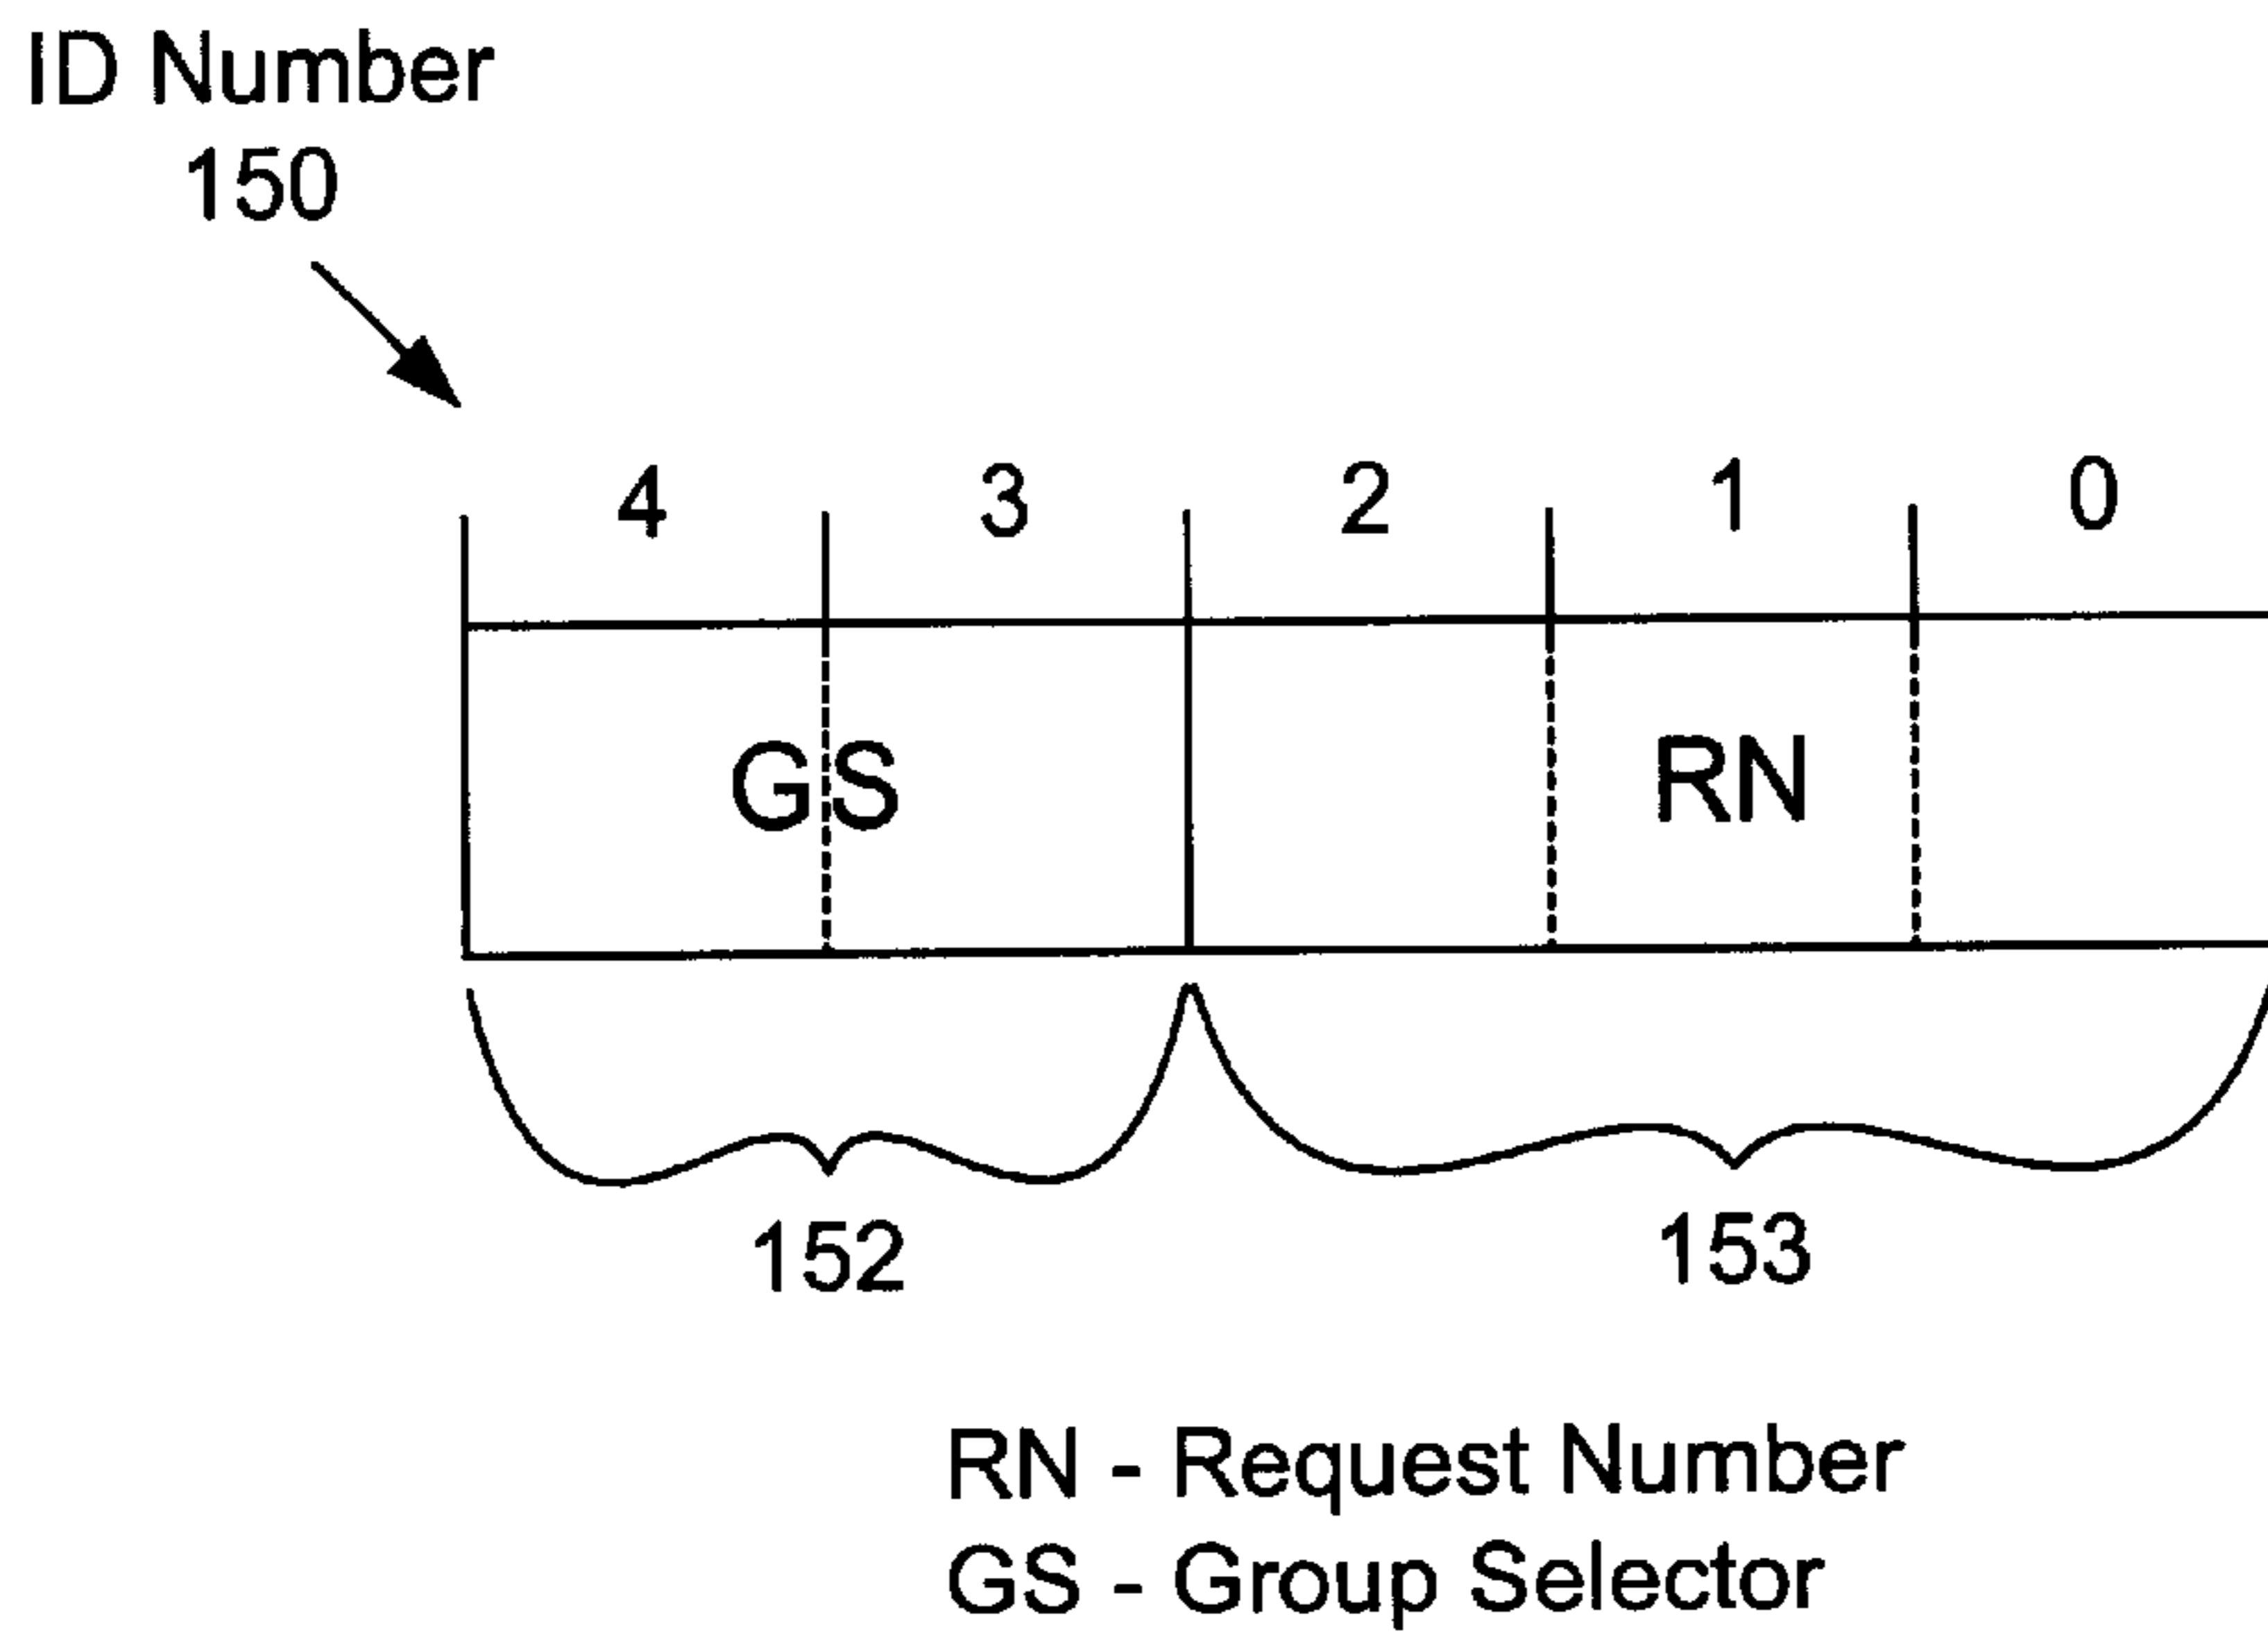 ID Number
150
4 3 2 1 0
GS RN
152 153
RN - Request Number
GS - Group Selector